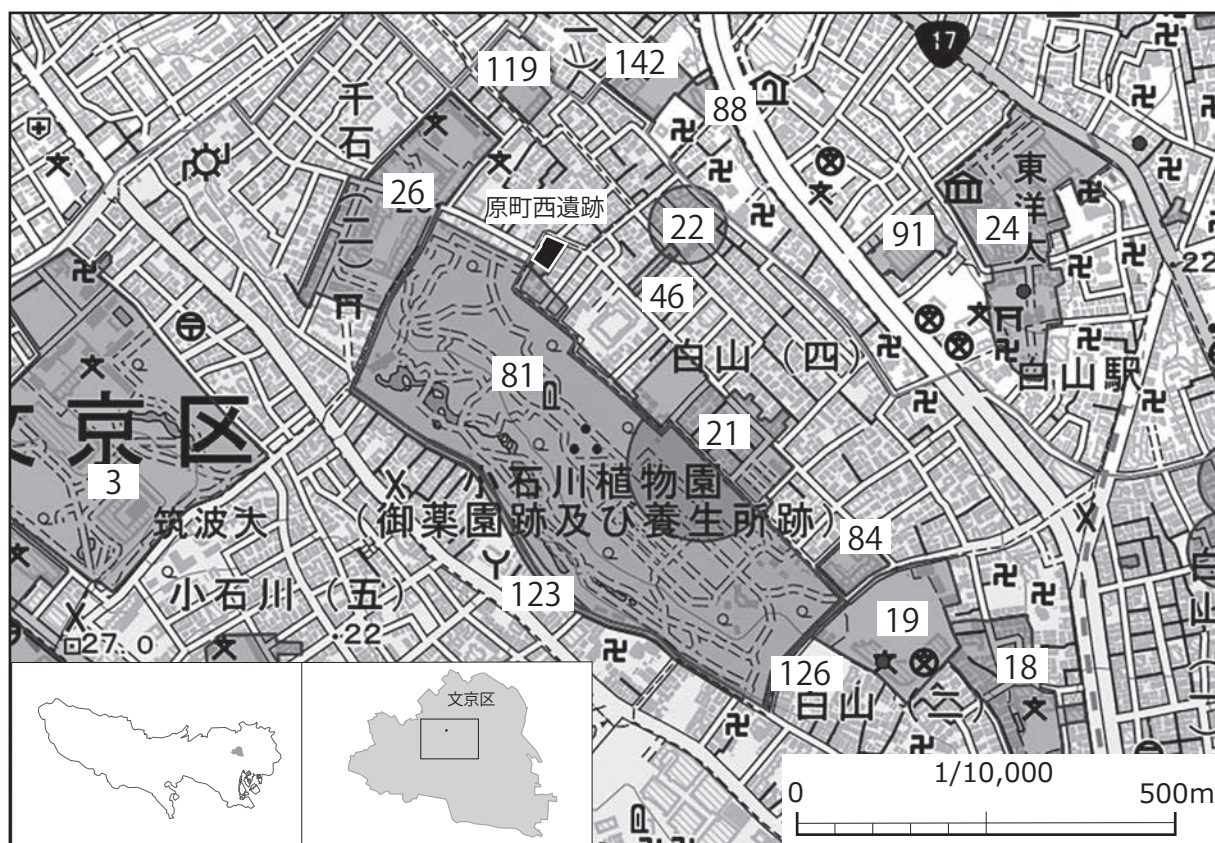 17
119
142
88
千石(二)
26
原町西遺跡
22
91
東洋大
24
.22
46
白山(四)
白山駅
81
21
文京区
3
小石川植物園
(御薬園跡及び養生所跡)
筑波大
84
123
小石川(五)
.22
27.0
19
18
126
白山(二)
文京区
1/10,000
0
500m